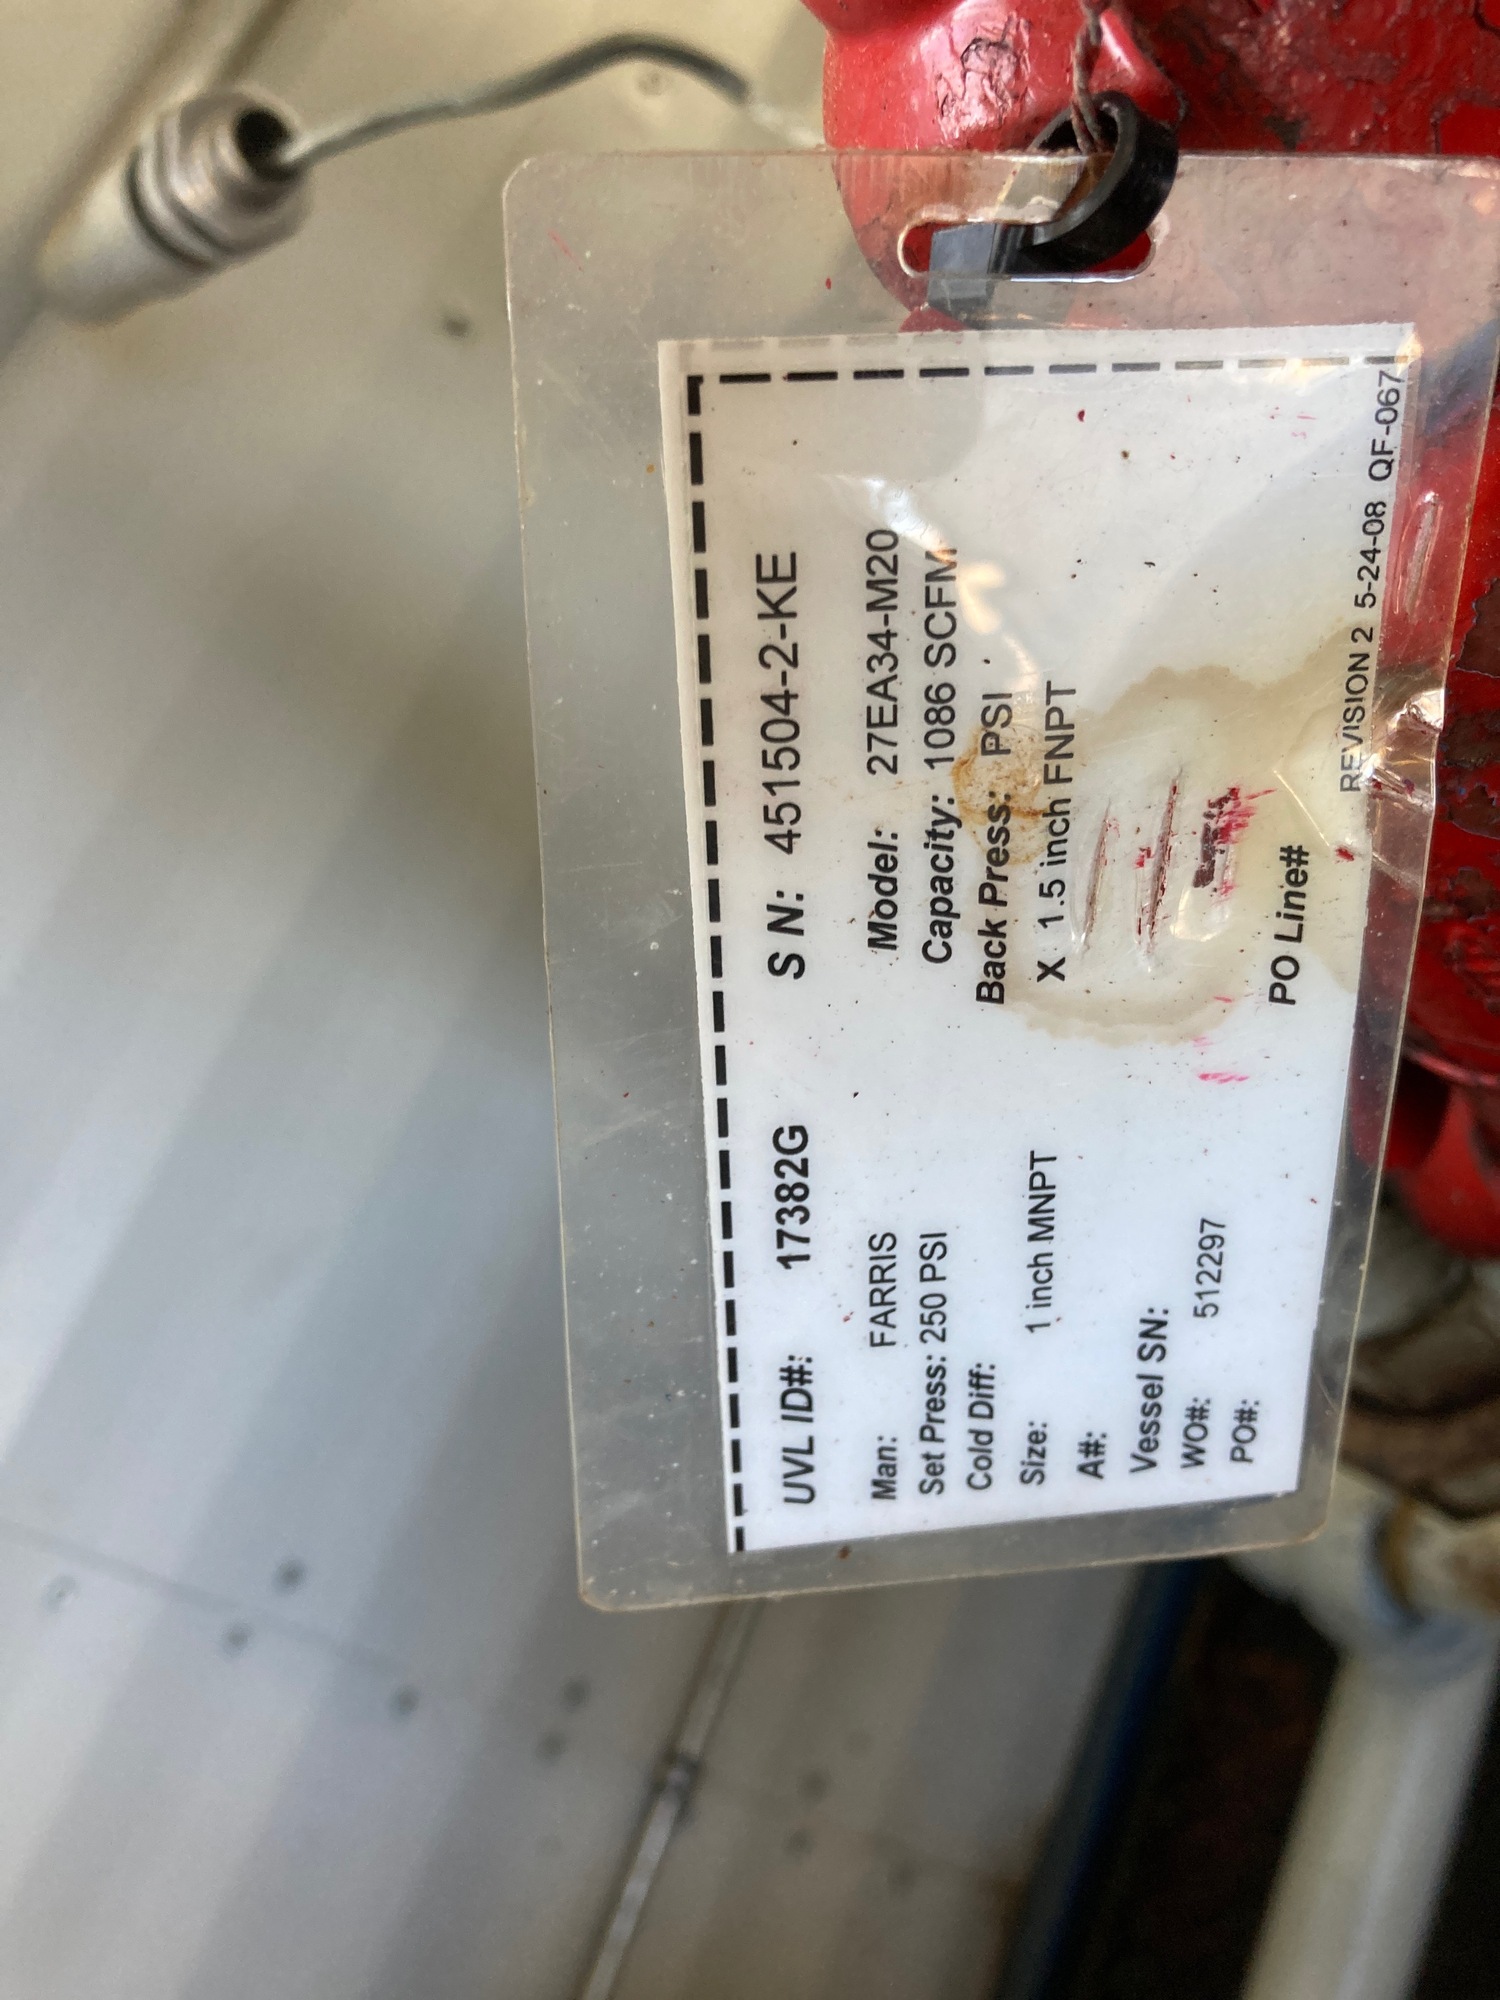 UVL ID#: 17382G S N: 451504-2-KE
Man: FARRIS Model: 27EA34-M20
Set Press: 250 PSI Capacity: 1086 SCFM
Cold Diff: Back Press: PSI
Size: 1 inch MNPT X 1.5 inch FNPT
A#:
Vessel SN:
WO#: 512297
PO#: PO Line#
REVISION 2 5-24-08 QF-067